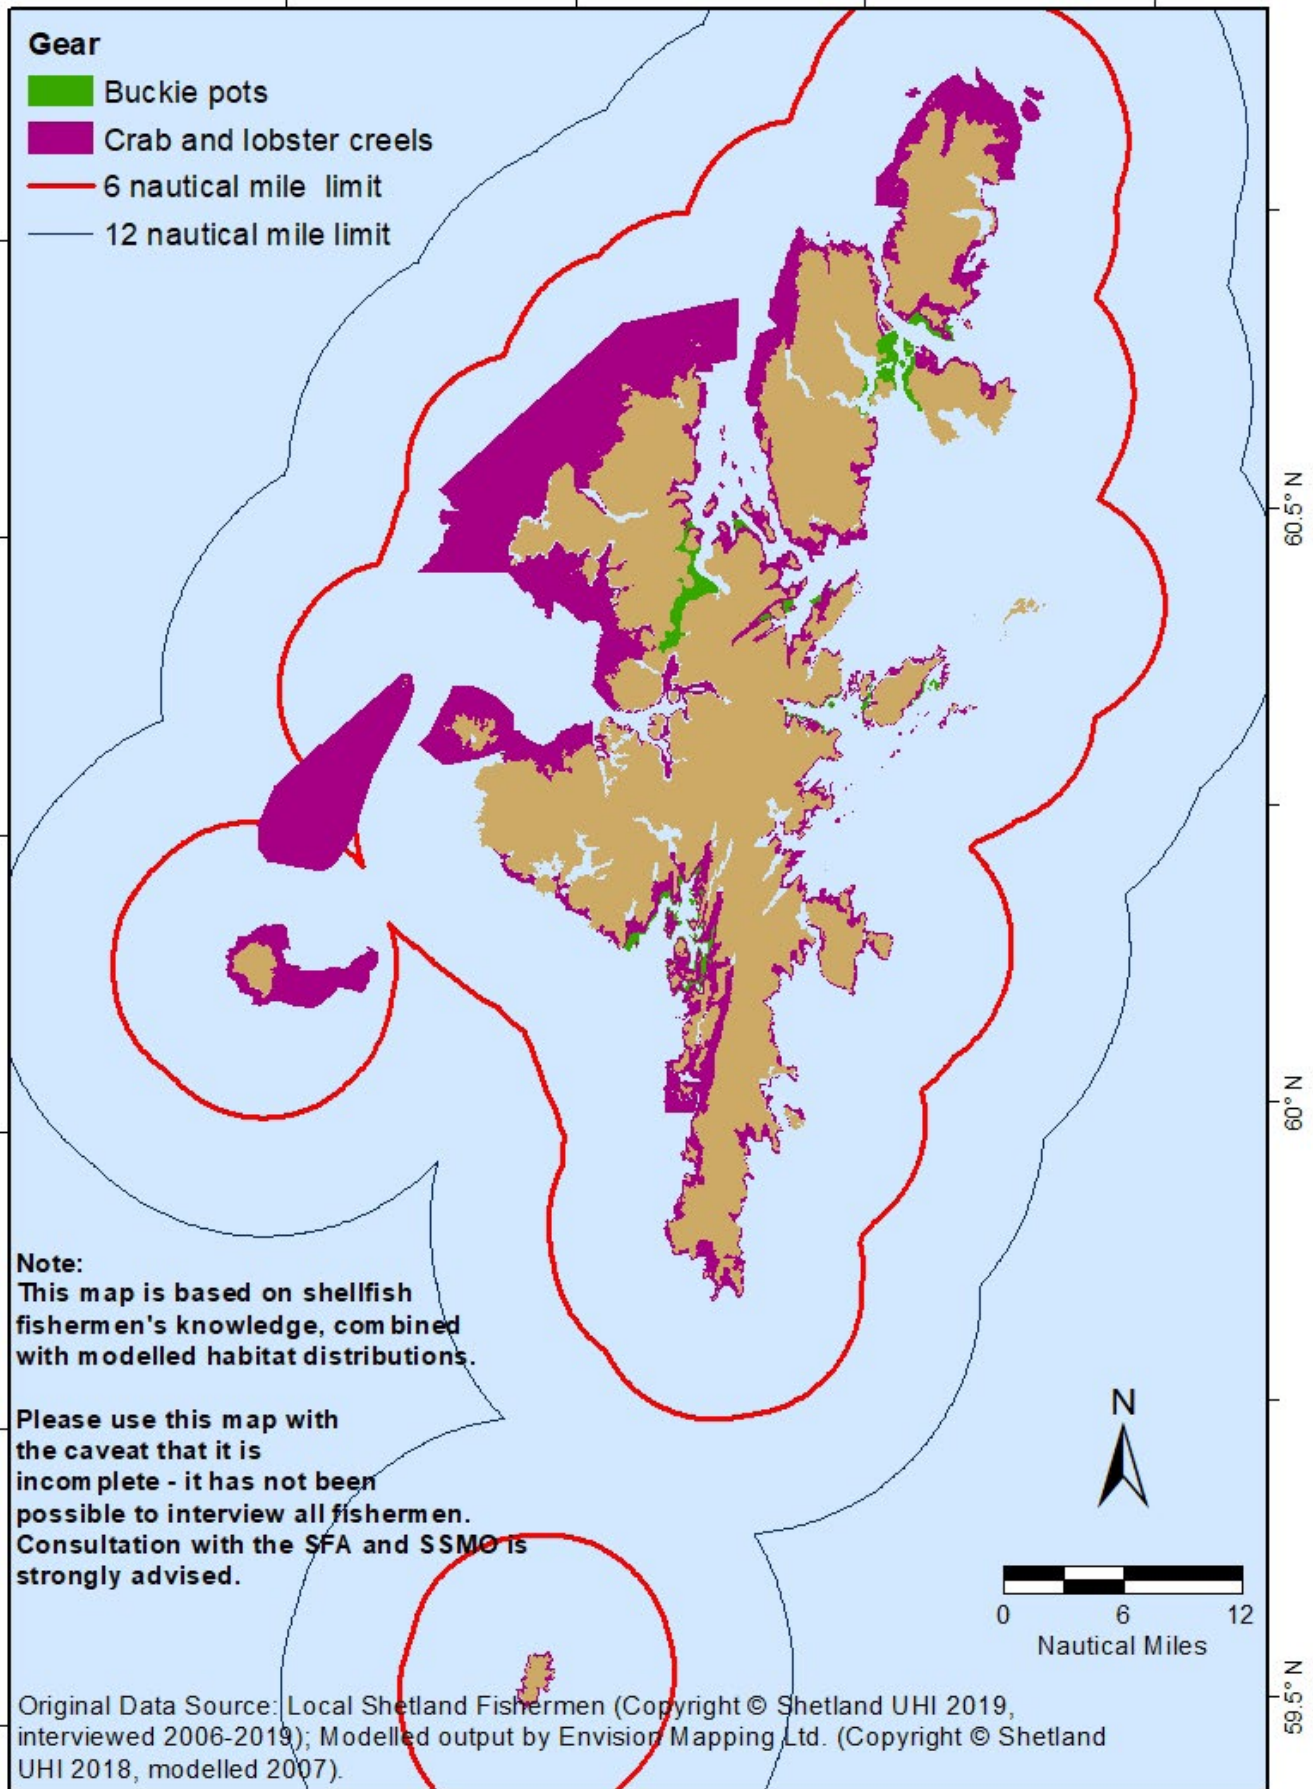 Gear
Buckie pots
Crab and lobster creels
6 nautical mile limit
12 nautical mile limit
60.5° N
60° N
Note:
This map is based on shellfish
fishermen's knowledge, combined
with modelled habitat distributions.
Please use this map with
the caveat that it is
incomplete - it has not been
possible to interview all fishermen.
Consultation with the SFA and SSMO is
strongly advised.
N
0 6 12
Nautical Miles
59.5° N
Original Data Source: Local Shetland Fishermen (Copyright © Shetland UHI 2019,
interviewed 2006-2019); Modelled output by Envision Mapping Ltd. (Copyright © Shetland
UHI 2018, modelled 2007).